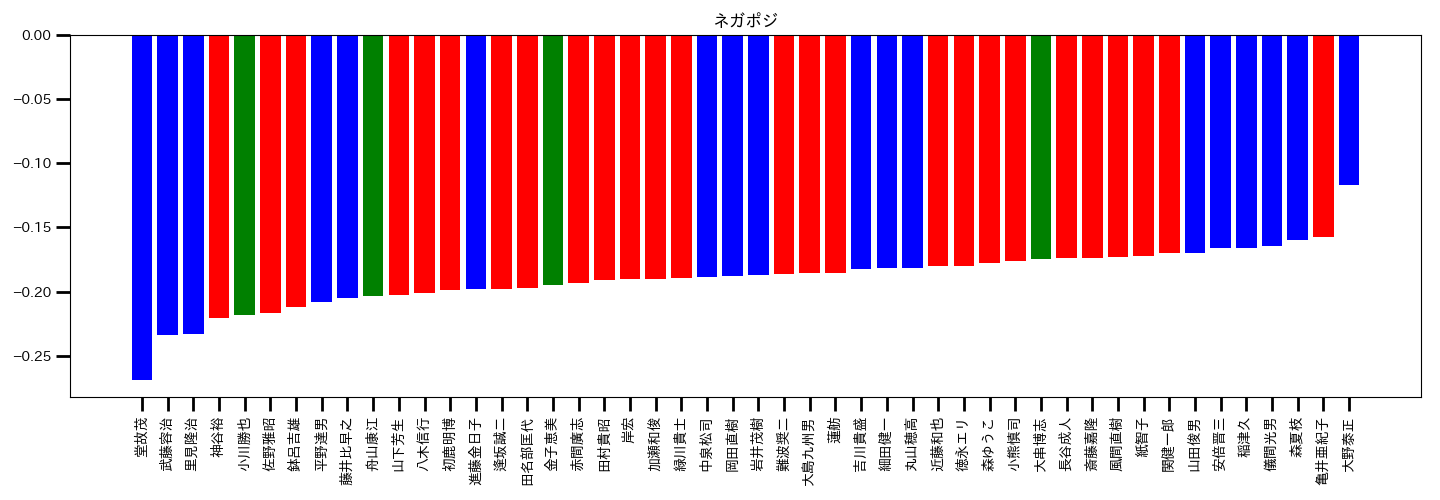 ネガポジ
0.00
−0.05
−0.10
−0.15
−0.20
−0.25
堂故茂
武藤容治
里見隆治
神谷裕
小川勝也
佐野雅昭
鉢呂吉雄
平野達男
藤井比早之
舟山康江
山下芳生
八木信行
初鹿明博
進藤金日子
逢坂誠二
田名部匡代
金子恵美
赤間廣志
田村貴昭
岸宏
加瀬和俊
緑川貴士
中泉松司
岡田直樹
岩井茂樹
難波奨二
大島九州男
蓮舫
吉川貴盛
細田健一
丸山穂高
近藤和也
徳永エリ
森ゆうこ
小熊慎司
大串博志
長谷成人
斎藤嘉隆
風間直樹
紙智子
関健一郎
山田俊男
安倍晋三
稲津久
儀間光男
森夏枝
亀井亜紀子
大野泰正